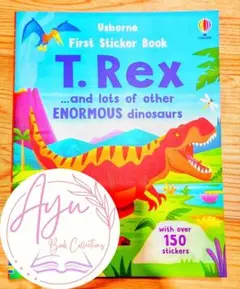 Usborne
First Sticker Book
T. Rex
...and lots of other
ENORMOUS dinosaurs
Ayu
Book Collections
with over
150
stickers